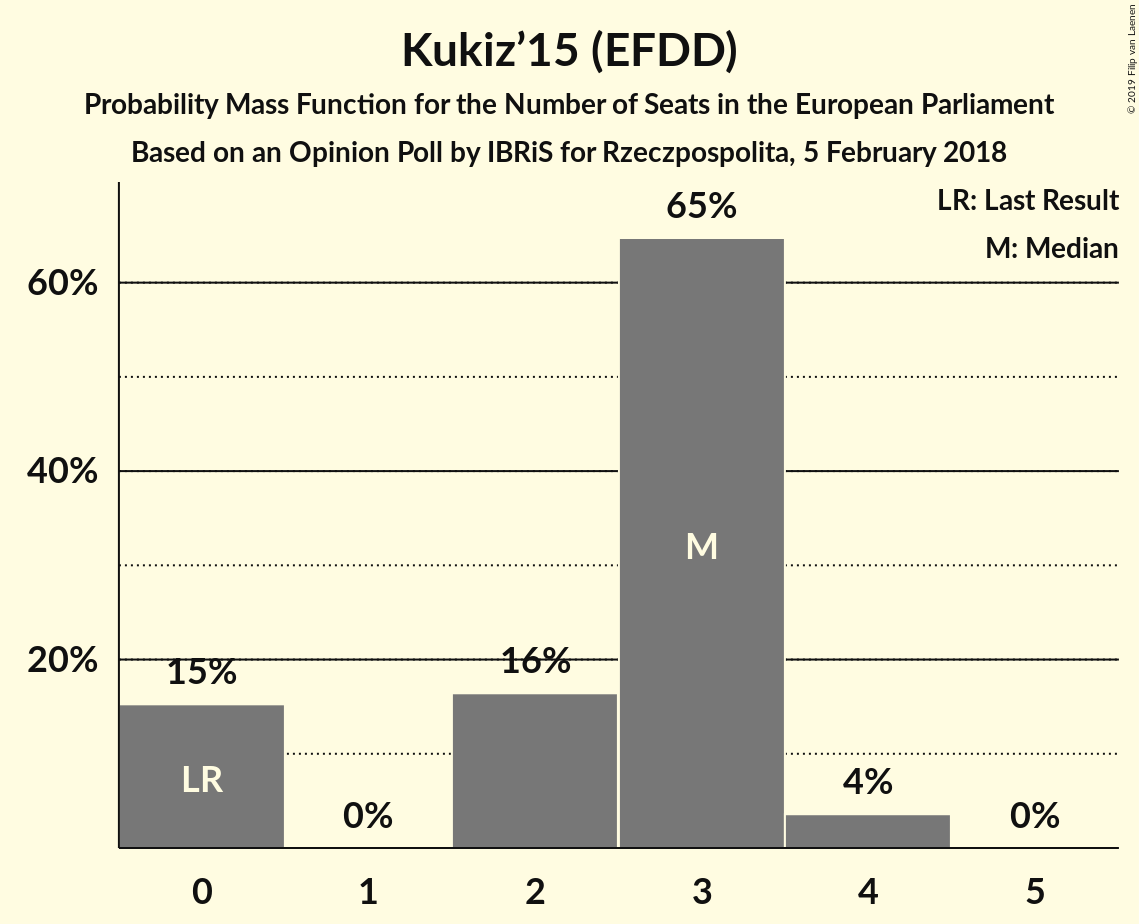 Kukiz’15 (EFDD)
Probability Mass Function for the Number of Seats in the European Parliament
Based on an Opinion Poll by IBRiS for Rzeczpospolita, 5 February 2018
© 2019 Filip van Laenen
LR: Last Result
M: Median
60%
40%
20%
15%
0%
16%
65%
4%
0%
LR
M
0 1 2 3 4 5